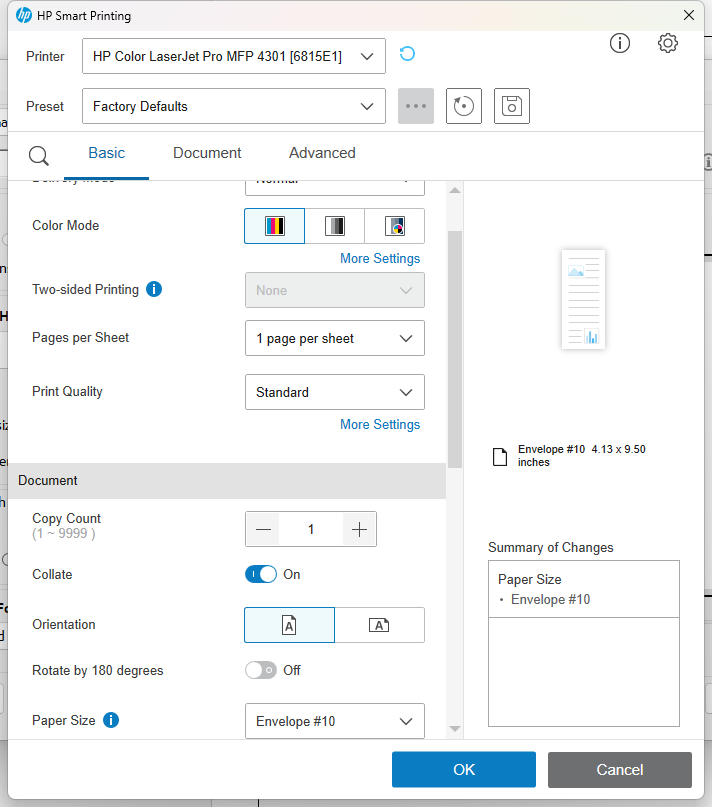 HP Smart Printing
Printer
HP Color LaserJet Pro MFP 4301 [6815E1]
Preset
Factory Defaults
Basic
Document
Advanced
Delivery Mode
Normal
Color Mode
More Settings
Two-sided Printing
None
Pages per Sheet
1 page per sheet
Print Quality
Standard
More Settings
Document
Copy Count
(1 ~ 9999 )
1
Collate
On
Orientation
Rotate by 180 degrees
Off
Paper Size
Envelope #10
Envelope #10 4.13 x 9.50
inches
Summary of Changes
Paper Size
• Envelope #10
OK
Cancel